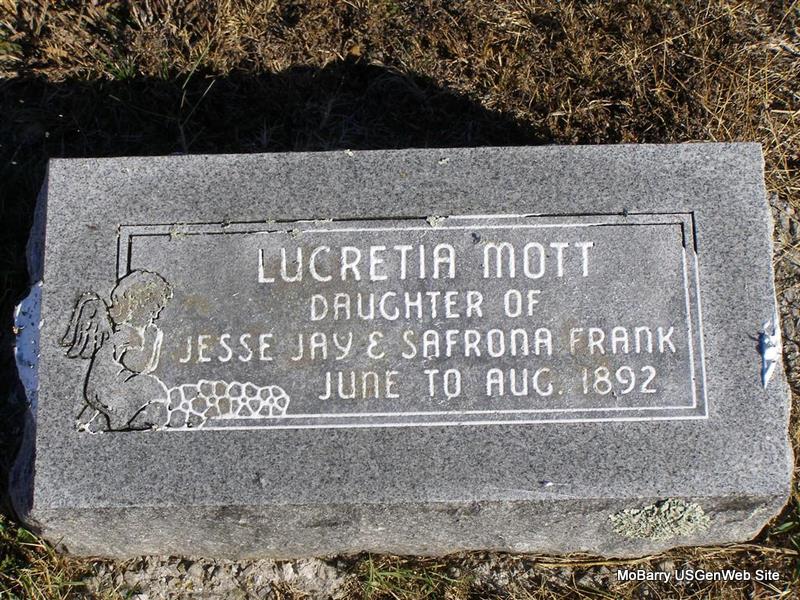 LUCRETIA MOTT
DAUGHTER OF
JESSE JAY & SAFRONA FRANK
JUNE TO AUG. 1892
MoBarry USGenWeb Site